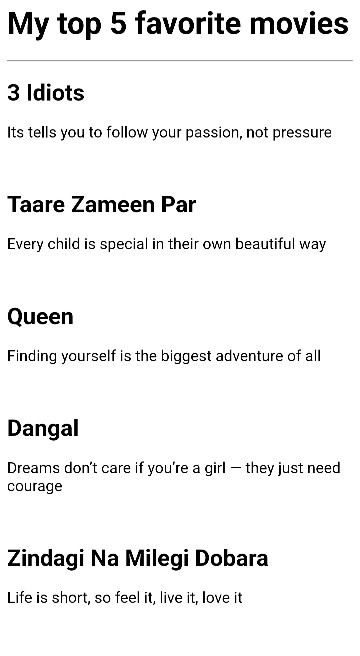 My top 5 favorite movies
3 Idiots
Its tells you to follow your passion, not pressure
Taare Zameen Par
Every child is special in their own beautiful way
Queen
Finding yourself is the biggest adventure of all
Dangal
Dreams don’t care if you’re a girl — they just need
courage
Zindagi Na Milegi Dobara
Life is short, so feel it, live it, love it